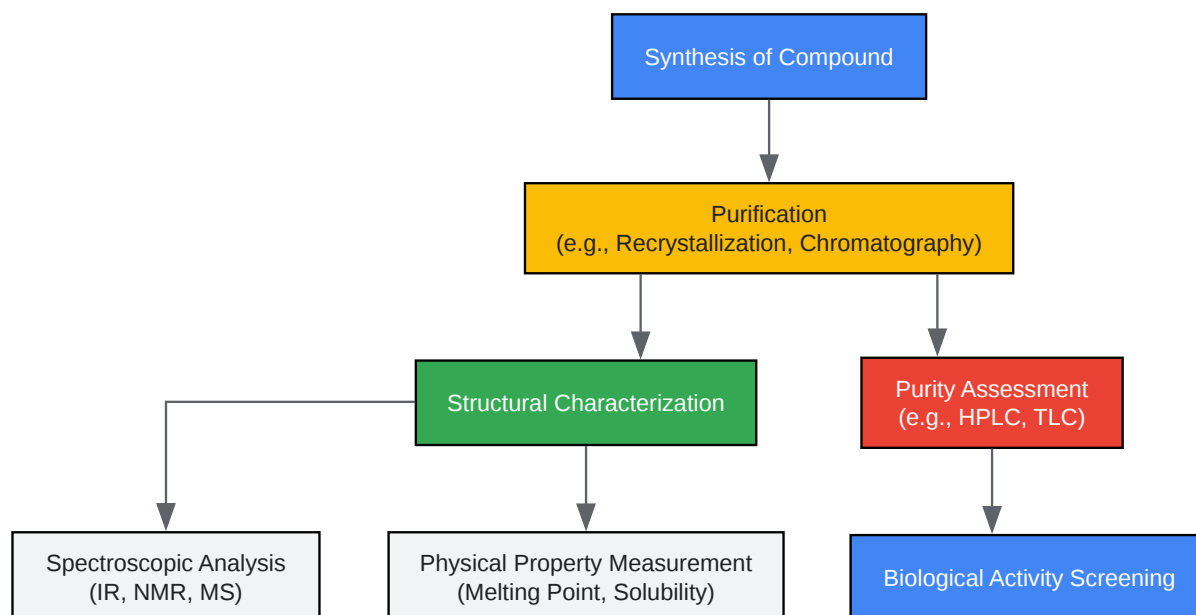 Synthesis of Compound
Purification
(e.g., Recrystallization, Chromatography)
Structural Characterization
Purity Assessment
(e.g., HPLC, TLC)
Spectroscopic Analysis
(IR, NMR, MS)
Physical Property Measurement
(Melting Point, Solubility)
Biological Activity Screening